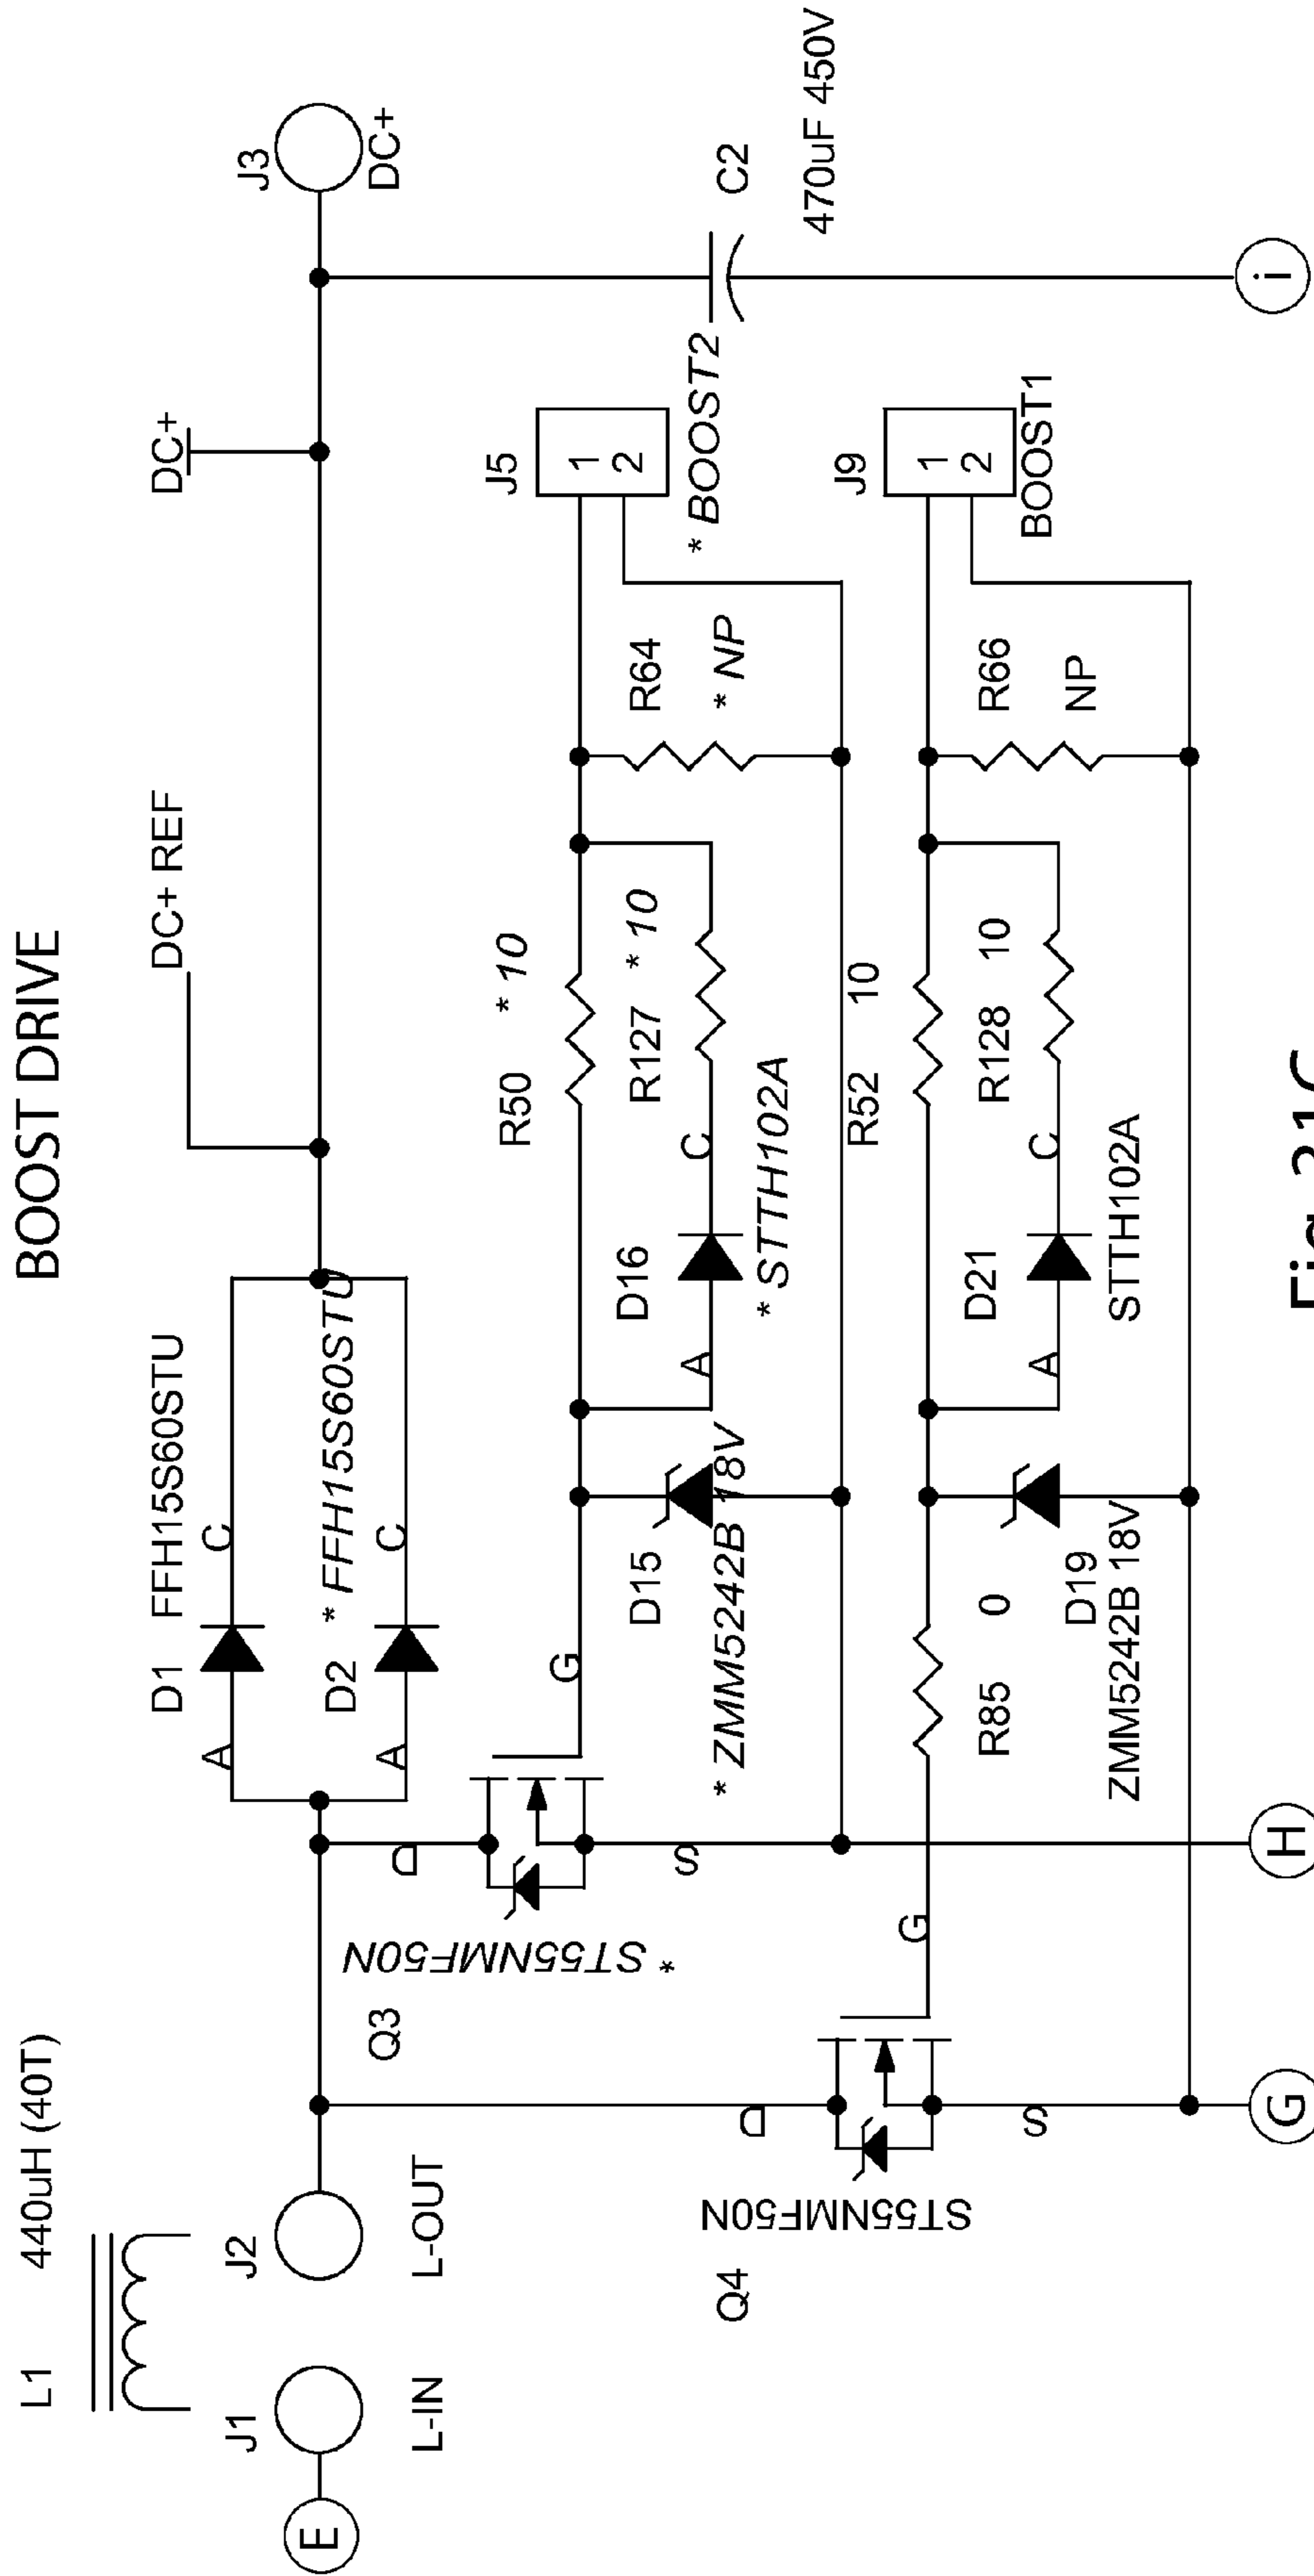 BOOST DRIVE
L1 440uH (40T)
E
J1
L-IN
J2
L-OUT
D1 FFH15S60STU
A
C
D2 * FFH15S60STU
A
C
DC+ REF
DC+
J3
DC+
Q3
* ST55NMF50N
D
S
G
D15
* ZMM5242B 18V
R50 * 10
R127 * 10
D16
A
C
* STTH102A
R64
* NP
J5
1
2
* BOOST2
C2
470uF 450V
Q4
ST55NMF50N
D
S
G
R85 0
D19
ZMM5242B 18V
R52 10
R128 10
D21
A
C
STTH102A
R66
NP
J9
1
2
BOOST1
G
H
i